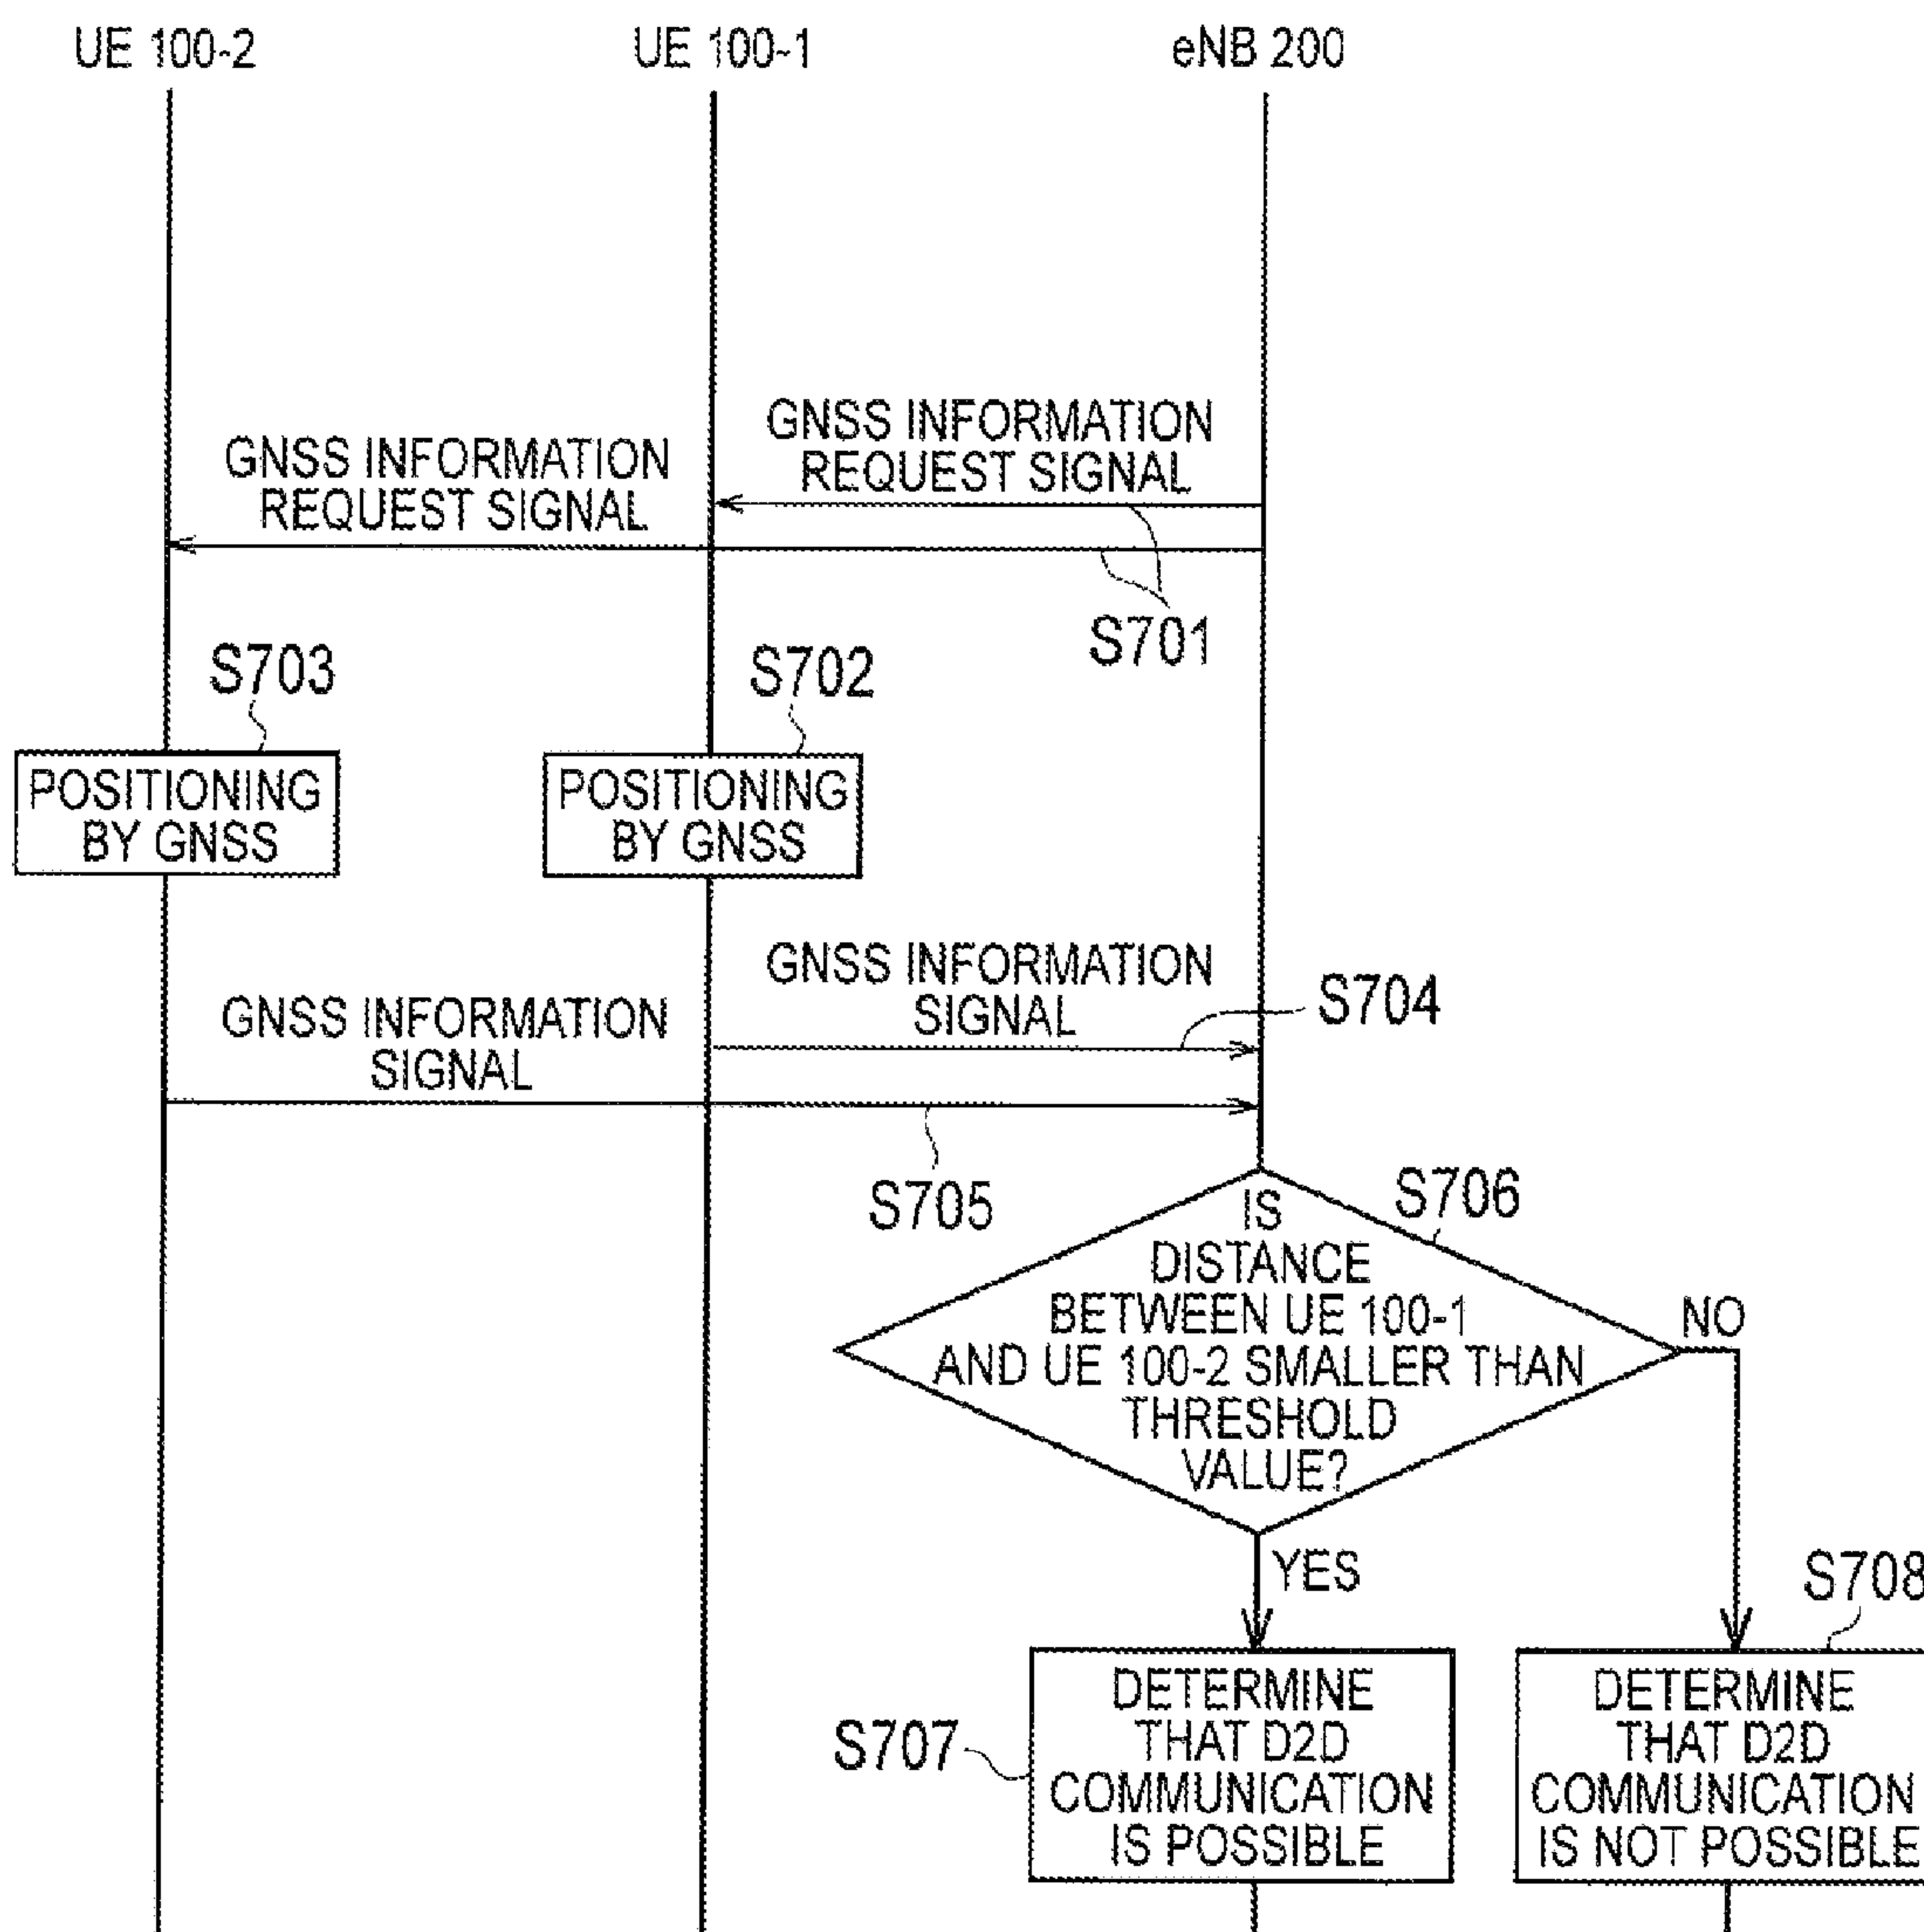 UE 100-2
UE 100-1
eNB 200
GNSS INFORMATION
REQUEST SIGNAL
GNSS INFORMATION
REQUEST SIGNAL
S701
S703
S702
POSITIONING
BY GNSS
POSITIONING
BY GNSS
GNSS INFORMATION
SIGNAL
S704
GNSS INFORMATION
SIGNAL
S705
S706
IS
DISTANCE
BETWEEN UE 100-1
AND UE 100-2 SMALLER THAN
THRESHOLD
VALUE?
NO
YES
S708
S707
DETERMINE
THAT D2D
COMMUNICATION
IS POSSIBLE
DETERMINE
THAT D2D
COMMUNICATION
IS NOT POSSIBLE